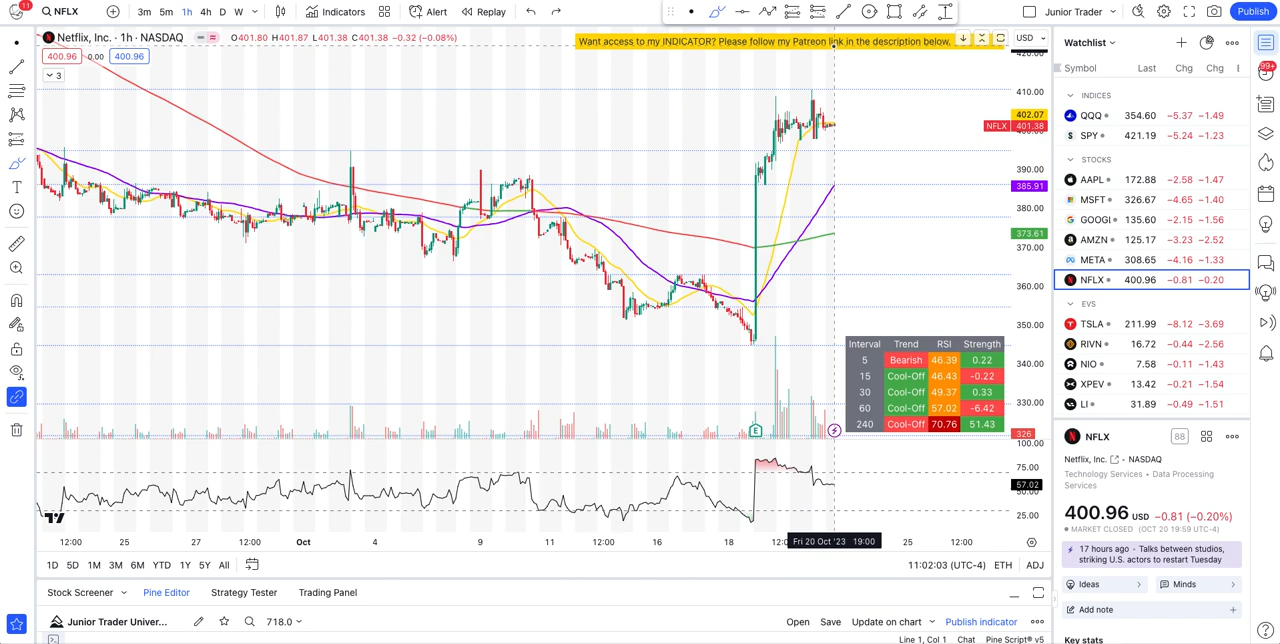 11
NFLX
3m 5m 1h 4h D W
Indicators
Alert
Replay
Junior Trader
Publish
Netflix, Inc. · 1h · NASDAQ
O401.80 H401.87 L401.38 C401.38 −0.32 (−0.08%)
Want access to my INDICATOR? Please follow my Patreon link in the description below.
USD
400.96 0.00 400.96
3
420.00
410.00
402.07
NFLX 401.38
390.00
385.91
380.00
373.61
370.00
360.00
350.00
340.00
330.00
326
100.00
75.00
57.02
50.00
25.00
Interval Trend RSI Strength
5 Bearish 46.39 0.22
15 Cool-Off 46.43 -0.22
30 Cool-Off 49.37 0.33
60 Cool-Off 57.02 -6.42
240 Cool-Off 70.76 51.43
E
12:00 25 27 12:00 Oct 4 9 11 12:00 16 18 Fri 20 Oct '23 19:00 25 12:00
1D 5D 1M 3M 6M YTD 1Y 5Y All
11:02:03 (UTC-4) ETH ADJ
Stock Screener Pine Editor Strategy Tester Trading Panel
Junior Trader Univer...
718.0
Open Save Update on chart Publish indicator
Line 1, Col 1 Chat Pine Script® v5
Watchlist
Symbol Last Chg Chg
INDICES
QQQ 354.60 −5.37 −1.49
SPY 421.19 −5.24 −1.23
STOCKS
AAPL 172.88 −2.58 −1.47
MSFT 326.67 −4.65 −1.40
GOOGL 135.60 −2.15 −1.56
AMZN 125.17 −3.23 −2.52
META 308.65 −4.16 −1.33
NFLX 400.96 −0.81 −0.20
EVS
TSLA 211.99 −8.12 −3.69
RIVN 16.72 −0.44 −2.56
NIO 7.58 −0.11 −1.43
XPEV 13.42 −0.21 −1.54
LI 31.89 −0.49 −1.51
NFLX
88
Netflix, Inc. · NASDAQ
Technology Services • Data Processing
Services
400.96 USD −0.81 (−0.20%)
MARKET CLOSED (OCT 20 19:59 UTC-4)
17 hours ago · Talks between studios,
striking U.S. actors to restart Tuesday
Ideas
Minds
Add note
Key stats
99+